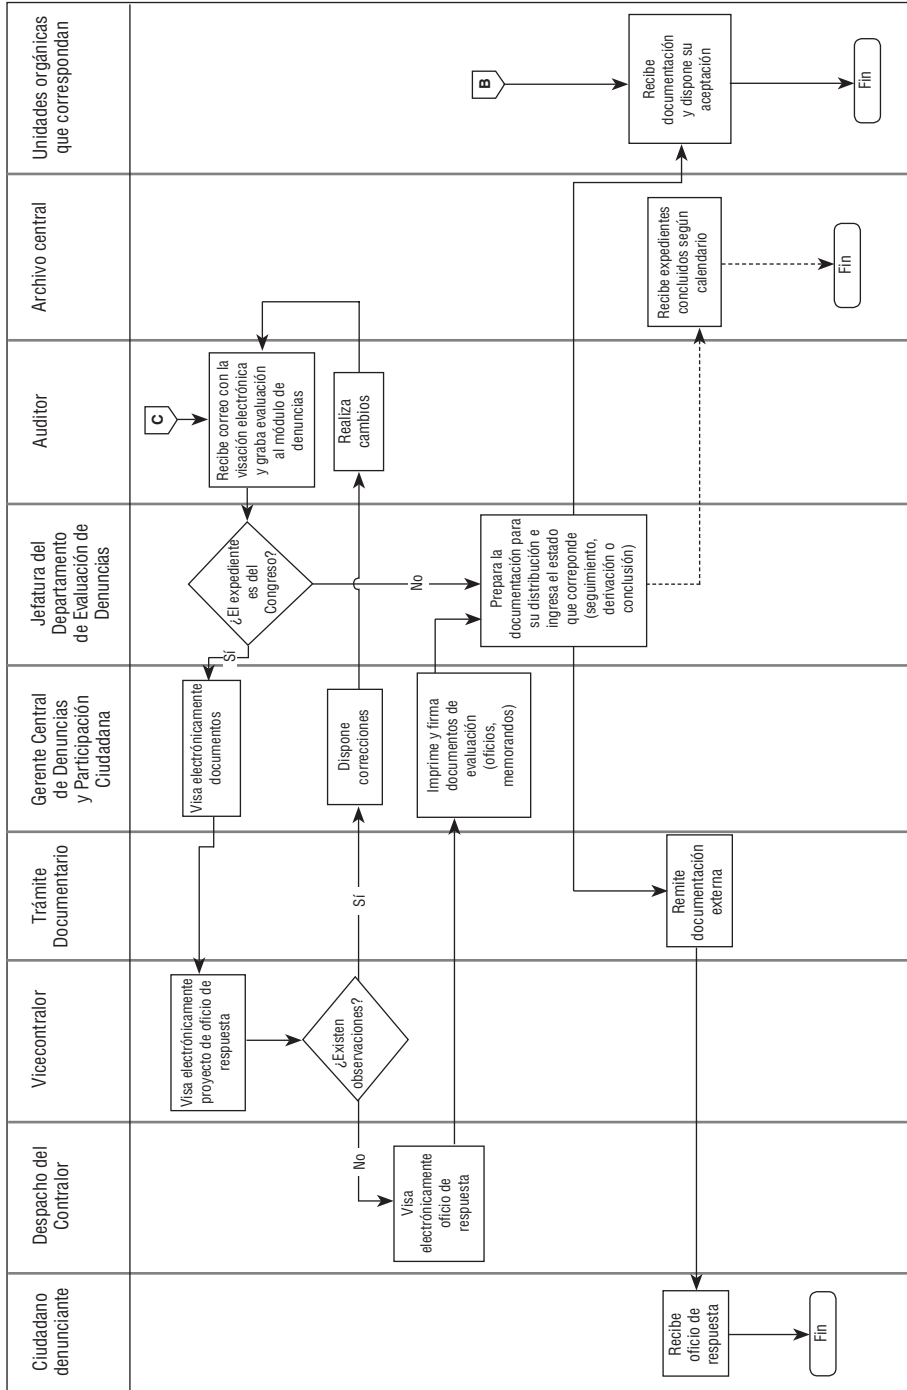 Ciudadano
denunciante
Despacho del
Contralor
Vicecontralor
Trámite
Documentario
Gerente Central
de Denuncias
y Participación
Ciudadana
Jefatura del
Departamento
de Evaluación de
Denuncias
Auditor
Archivo central
Unidades orgánicas
que correspondan
C
Recibe correo con la
visación electrónica
y graba evaluación
al módulo de
denuncias
¿El expediente
es del
Congreso?
Sí
No
Visa electrónicamente
documentos
Visa electrónicamente
proyecto de oficio de
respuesta
¿Existen
observaciones?
Sí
No
Dispone
correcciones
Realiza
cambios
Visa
electrónicamente
oficio de
respuesta
Imprime y firma
documentos de
evaluación
(oficios,
memorandos)
Prepara la
documentación para
su distribución e
ingresa el estado
que correponde
(seguimiento,
derivación o
conclusión)
B
Recibe
documentación
y dispone su
aceptación
Fin
Recibe expedientes
concluidos según
calendario
Fin
Remite
documentación
externa
Recibe
oficio de
respuesta
Fin